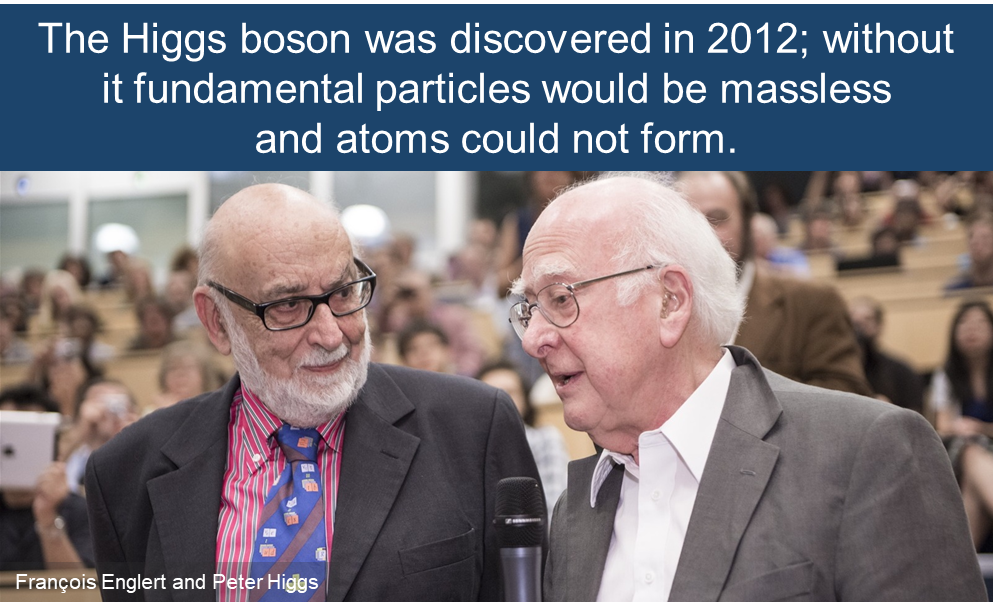 The Higgs boson was discovered in 2012; without
it fundamental particles would be massless
and atoms could not form.
SENNHEISER
François Englert and Peter Higgs